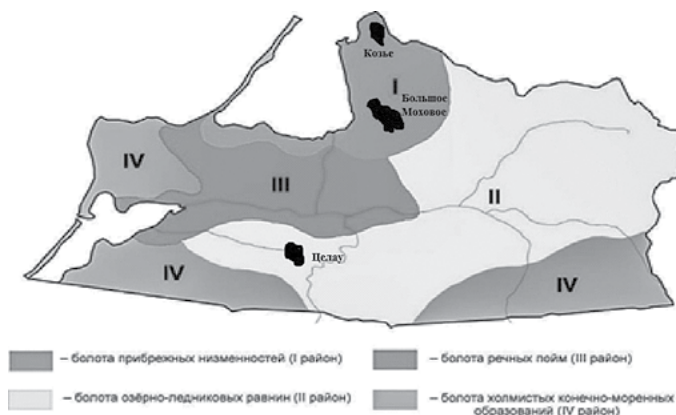 Козье
I
Большое
Моховое
IV
III
II
Целау
IV
IV
– болота прибрежных низменностей (I район)
– болота речных пойм (III район)
– болота озёрно-ледниковых равнин (II район)
– болота холмистых конечно-моренных
образований (IV район)